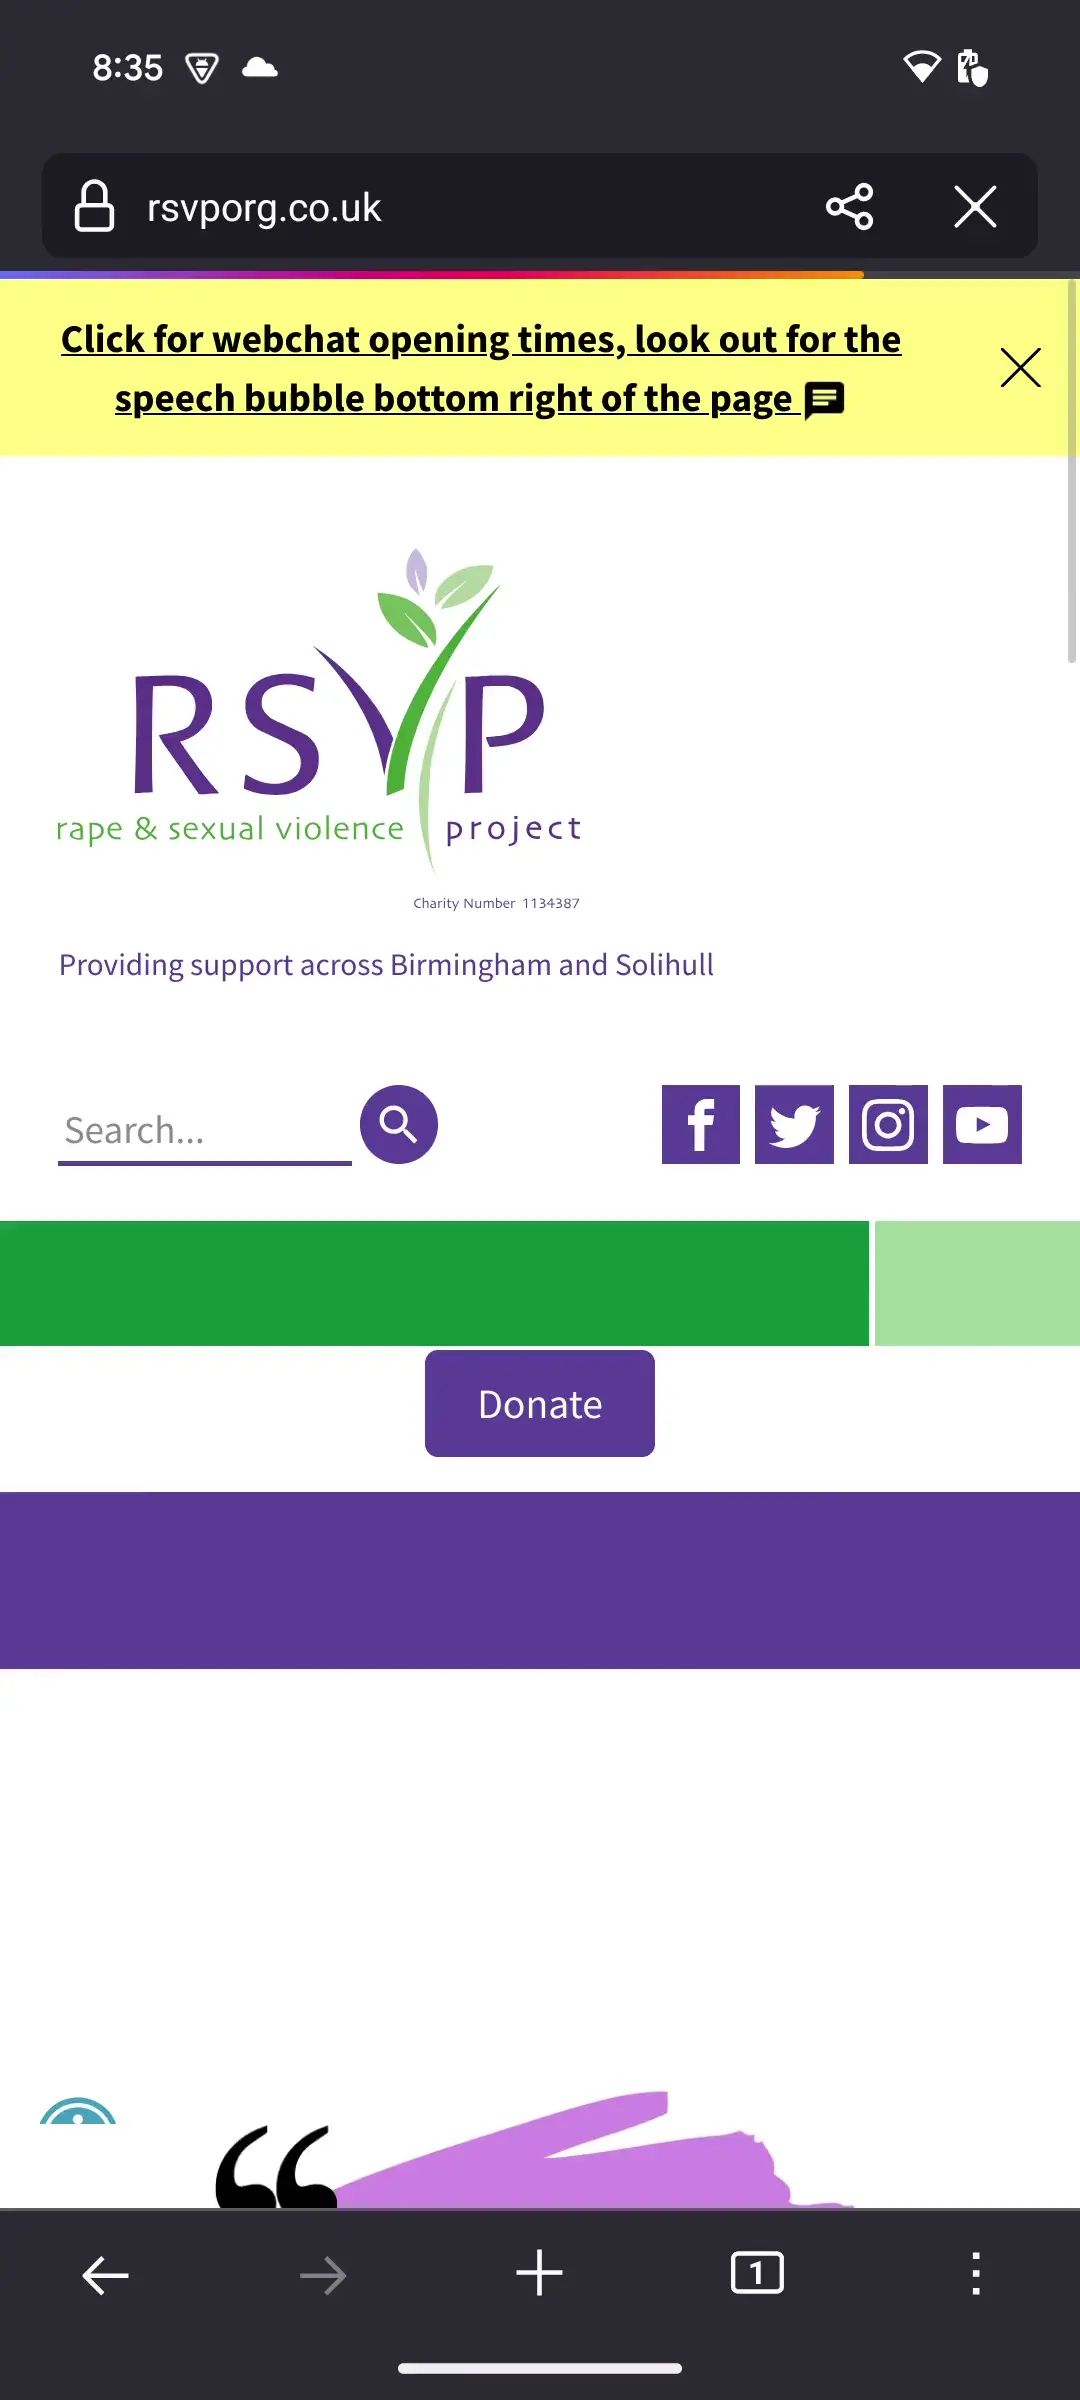 8:35
rsvporg.co.uk
Click for webchat opening times, look out for the
speech bubble bottom right of the page
RSVP
rape & sexual violence project
Charity Number 1134387
Providing support across Birmingham and Solihull
Search...
Donate
1